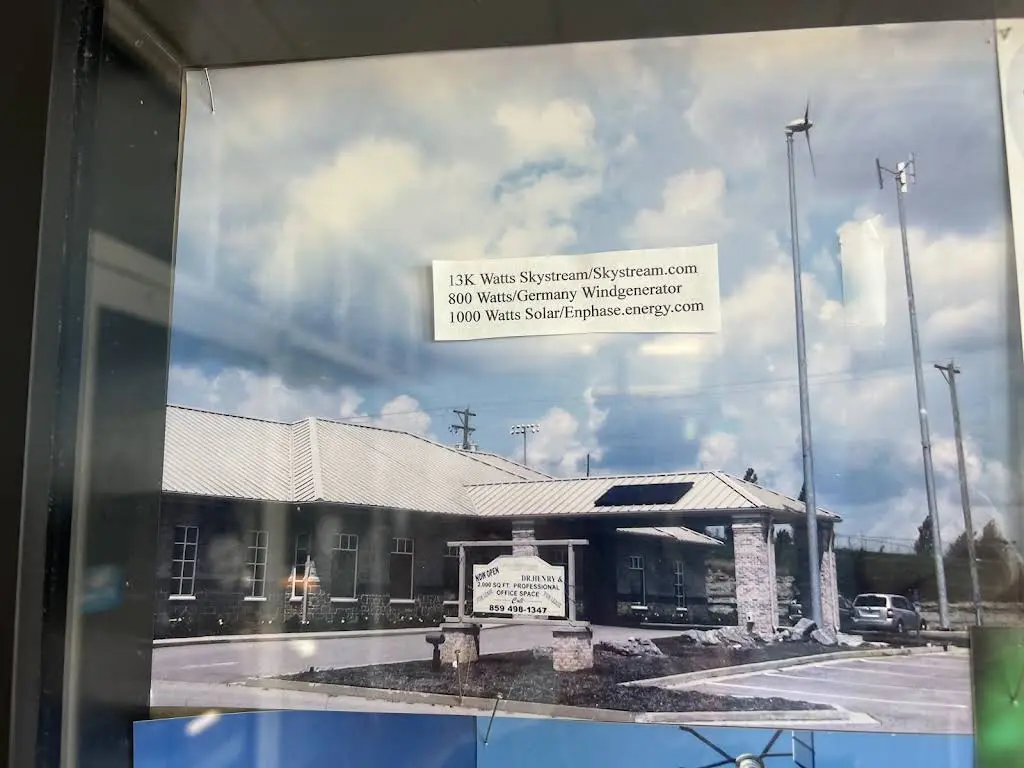 13K Watts Skystream/Skystream.com
800 Watts/Germany Windgenerator
1000 Watts Solar/Enphase.energy.com
NOW OPEN
DR.HENRY &
2,000 SQ FT. PROFESSIONAL
OFFICE SPACE
Call
859 498-1347